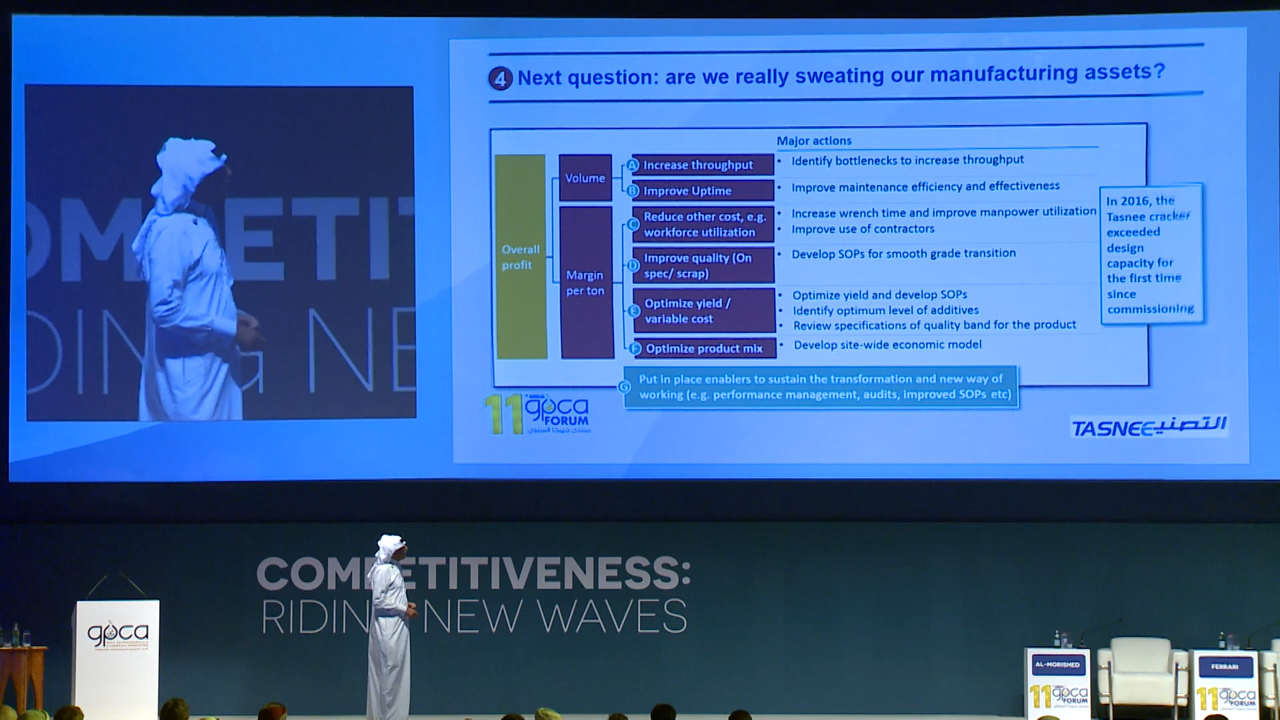 OMPETITI
DING NE
4 Next question: are we really sweating our manufacturing assets?
Major actions
Overall
profit
Volume
Margin
per ton
A Increase throughput
• Identify bottlenecks to increase throughput
B Improve Uptime
• Improve maintenance efficiency and effectiveness
C Reduce other cost, e.g.
workforce utilization
• Increase wrench time and improve manpower utilization
• Improve use of contractors
D Improve quality (On
spec/ scrap)
• Develop SOPs for smooth grade transition
E Optimize yield /
variable cost
• Optimize yield and develop SOPs
• Identify optimum level of additives
• Review specifications of quality band for the product
F Optimize product mix
• Develop site-wide economic model
In 2016, the
Tasnee cracker
exceeded
design
capacity for
the first time
since
commissioning
G Put in place enablers to sustain the transformation and new way of
working (e.g. performance management, audits, improved SOPs etc)
11 gpca
FORUM
TASNEE التصنيع
COMPETITIVENESS:
RIDING NEW WAVES
gpca
AL-MORISHED
11 gpca
FORUM
FERRARI
11 gpca
FORUM